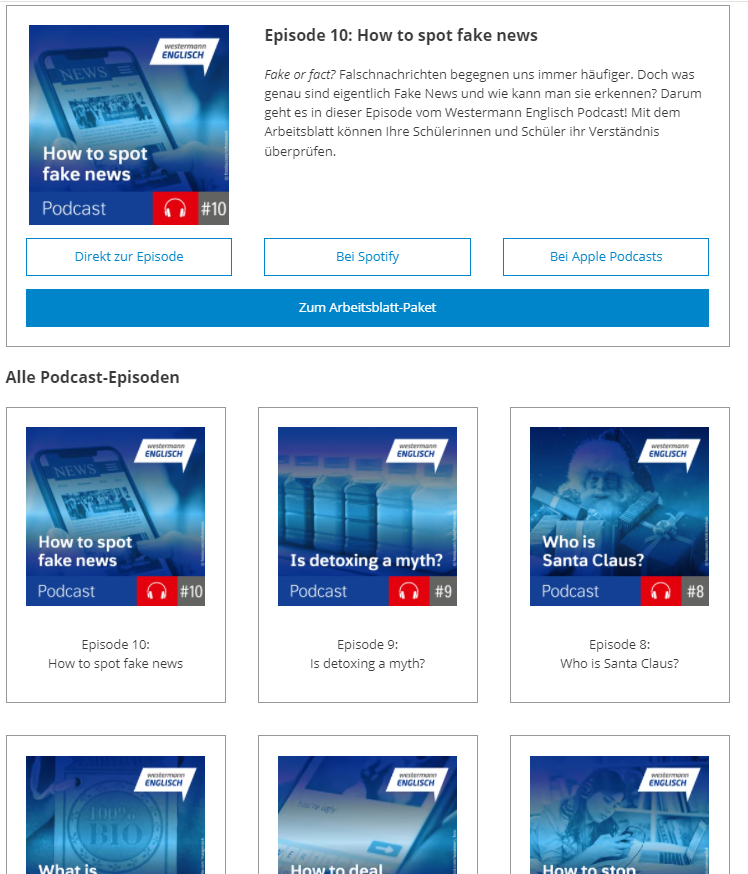 westermann
ENGLISCH
NEWS
How to spot
fake news
Podcast
#10
Episode 10: How to spot fake news
Fake or fact? Falschnachrichten begegnen uns immer häufiger. Doch was
genau sind eigentlich Fake News und wie kann man sie erkennen? Darum
geht es in dieser Episode vom Westermann Englisch Podcast! Mit dem
Arbeitsblatt können Ihre Schülerinnen und Schüler ihr Verständnis
überprüfen.
Direkt zur Episode
Bei Spotify
Bei Apple Podcasts
Zum Arbeitsblatt-Paket
Alle Podcast-Episoden
westermann
ENGLISCH
NEWS
How to spot
fake news
Podcast
#10
Episode 10:
How to spot fake news
westermann
ENGLISCH
Is detoxing a myth?
Podcast
#9
Episode 9:
Is detoxing a myth?
westermann
ENGLISCH
Who is
Santa Claus?
Podcast
#8
Episode 8:
Who is Santa Claus?
westermann
ENGLISCH
100%
BIO
What is
westermann
ENGLISCH
How to deal
westermann
ENGLISCH
How to stop